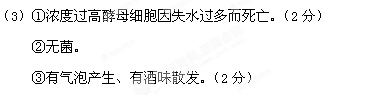 （3）①浓度过高酵母细胞因失水过多而死亡。（2 分）
②无菌。
③有气泡产生、有酒味散发。（2 分）